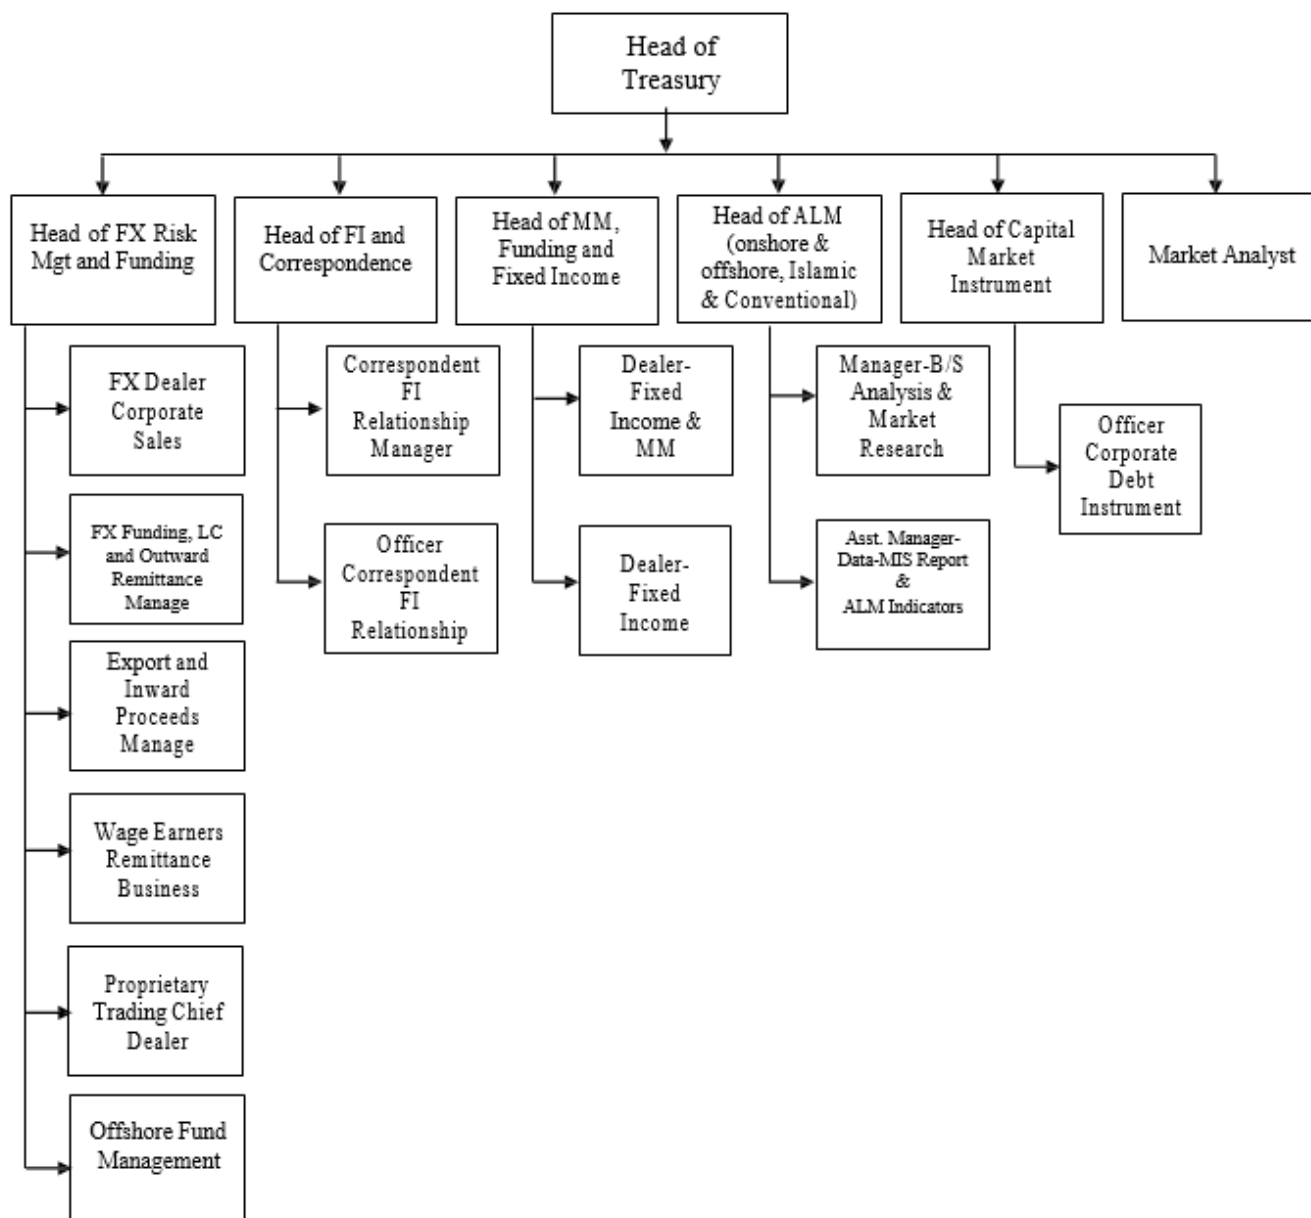 Head of
Treasury
Head of FX Risk
Mgt and Funding
Head of FI and
Correspondence
Head of MM,
Funding and
Fixed Income
Head of ALM
(onshore &
offshore, Islamic
& Conventional)
Head of Capital
Market
Instrument
Market Analyst
FX Dealer
Corporate
Sales
FX Funding, LC
and Outward
Remittance
Manage
Export and
Inward
Proceeds
Manage
Wage Earners
Remittance
Business
Proprietary
Trading Chief
Dealer
Offshore Fund
Management
Correspondent
FI
Relationship
Manager
Officer
Correspondent
FI
Relationship
Dealer-
Fixed
Income &
MM
Dealer-
Fixed
Income
Manager-B/S
Analysis &
Market
Research
Asst. Manager-
Data-MIS Report
&
ALM Indicators
Officer
Corporate
Debt
Instrument